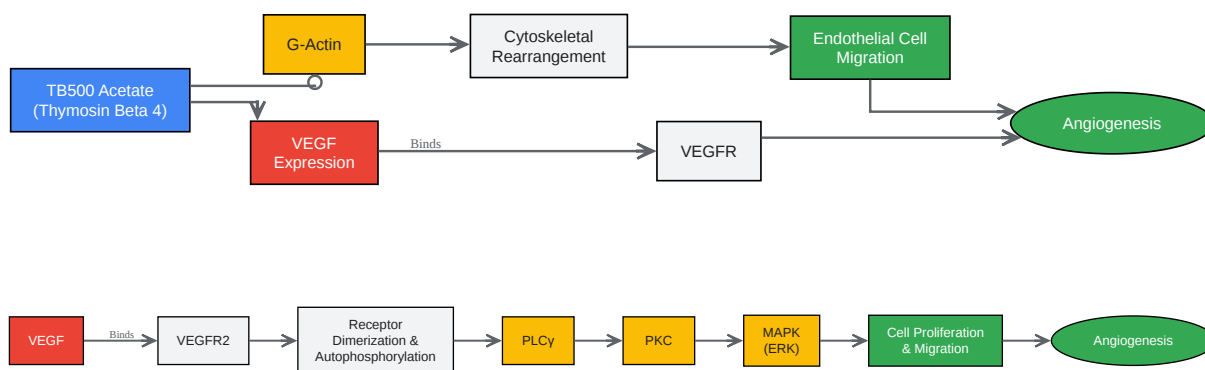 G-Actin
Cytoskeletal
Rearrangement
Endothelial Cell
Migration
TB500 Acetate
(Thymosin Beta 4)
Angiogenesis
VEGF
Expression
Binds
VEGFR
VEGF
Binds
VEGFR2
Receptor
Dimerization &
Autophosphorylation
PLCγ
PKC
MAPK
(ERK)
Cell Proliferation
& Migration
Angiogenesis